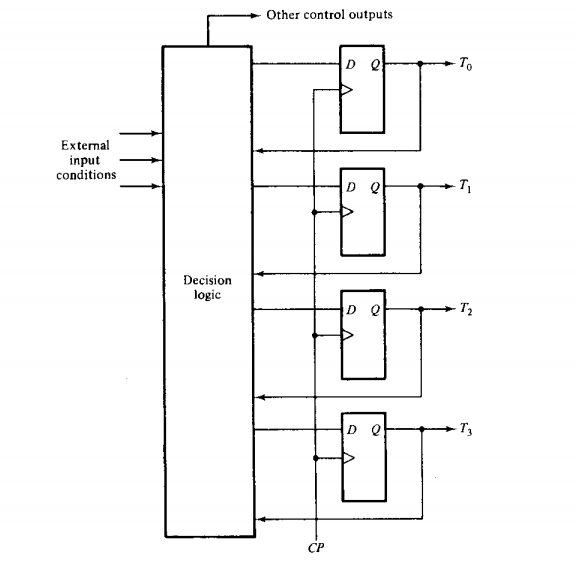 Other control outputs
D Q
T0
External
input
conditions
D Q
T1
Decision
logic
D Q
T2
D Q
T3
CP